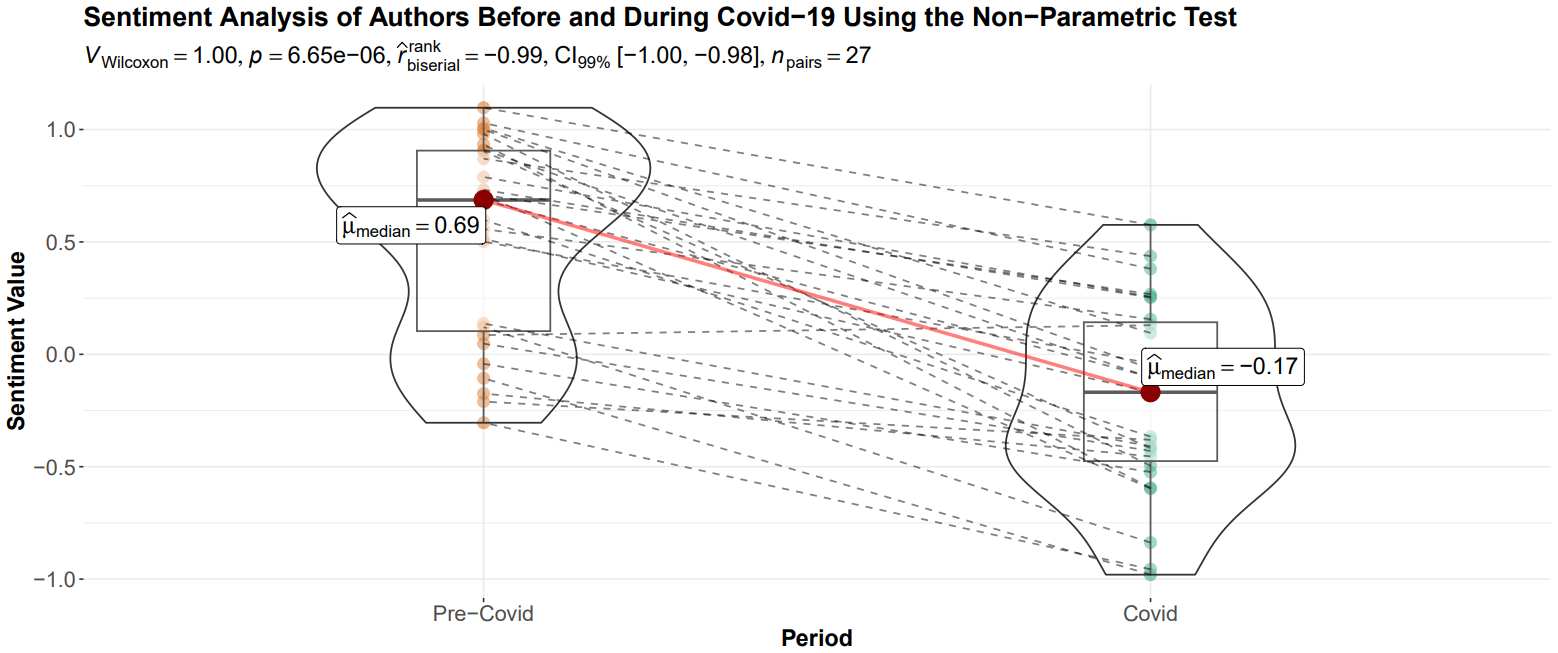 Sentiment Analysis of Authors Before and During Covid−19 Using the Non−Parametric Test
V_Wilcoxon = 1.00, p = 6.65e−06, r̂_biserial^rank = −0.99, CI_99% [−1.00, −0.98], n_pairs = 27
Sentiment Value
1.0
0.5
0.0
−0.5
−1.0
μ̂_median = 0.69
μ̂_median = −0.17
Pre−Covid
Covid
Period